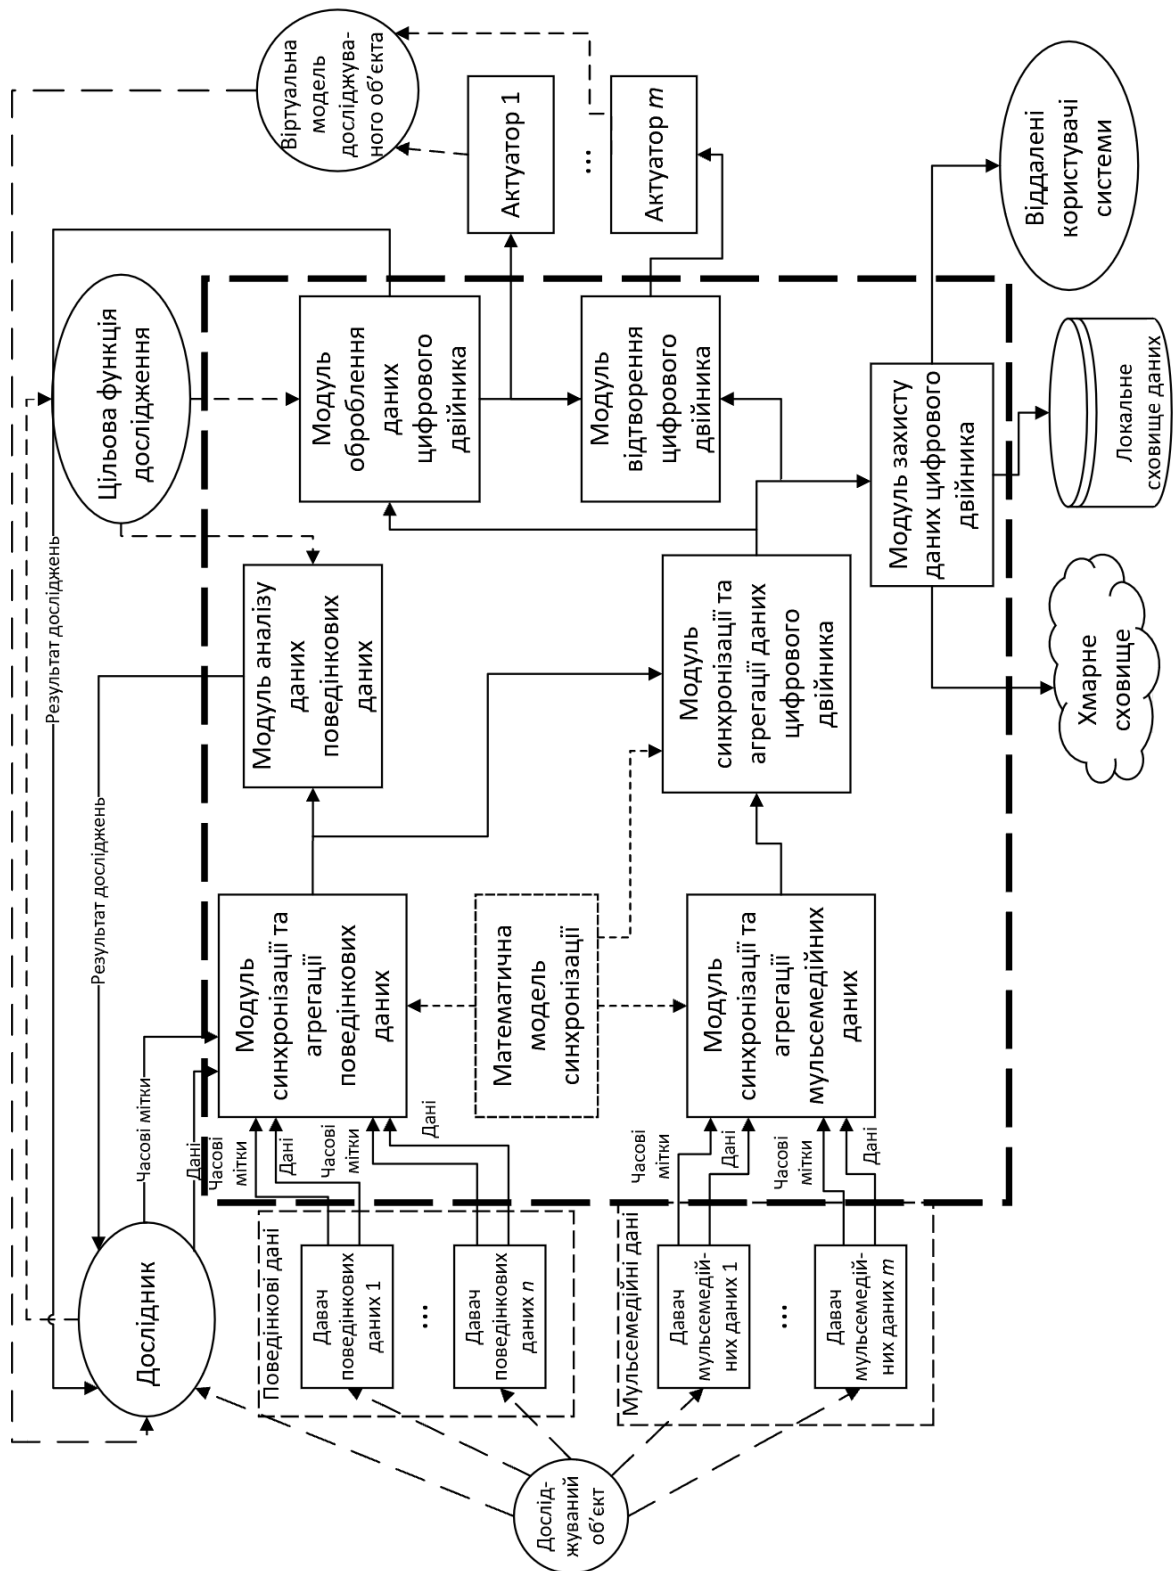 Дослід-
жуваний
об’єкт
Дослідник
Поведінкові дані
Давач
поведінкових
даних 1
...
Давач
поведінкових
даних n
Мульсемедійні дані
Давач
мульсемедій-
них даних 1
...
Давач
мульсемедій-
них даних m
Часові мітки
Дані
Часові
мітки
Дані
Часові
мітки
Дані
Часові
мітки
Дані
Часові
мітки
Дані
Модуль
синхронізації та
агрегації
поведінкових
даних
Математична
модель
синхронізації
Модуль
синхронізації та
агрегації
мульсемедійних
даних
Результат досліджень
Результат досліджень
Модуль аналізу
даних
поведінкових
даних
Модуль
синхронізації та
агрегації даних
цифрового
двійника
Цільова функція
дослідження
Модуль
оброблення
даних
цифрового
двійника
Модуль
відтворення
цифрового
двійника
Модуль захисту
даних цифрового
двійника
Хмарне
сховище
Локальне
сховище даних
Віддалені
користувачі
системи
Актуатор 1
...
Актуатор m
Віртуальна
модель
досліджува-
ного об’єкта